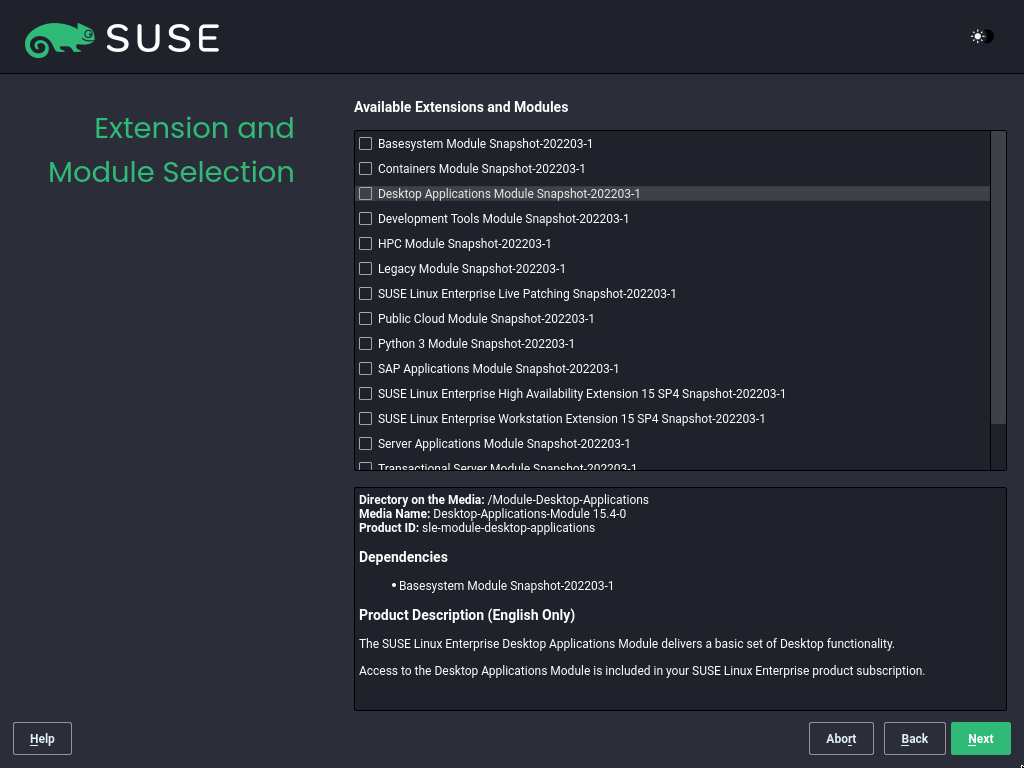 SUSE
Extension and
Module Selection
Available Extensions and Modules
Basesystem Module Snapshot-202203-1
Containers Module Snapshot-202203-1
Desktop Applications Module Snapshot-202203-1
Development Tools Module Snapshot-202203-1
HPC Module Snapshot-202203-1
Legacy Module Snapshot-202203-1
SUSE Linux Enterprise Live Patching Snapshot-202203-1
Public Cloud Module Snapshot-202203-1
Python 3 Module Snapshot-202203-1
SAP Applications Module Snapshot-202203-1
SUSE Linux Enterprise High Availability Extension 15 SP4 Snapshot-202203-1
SUSE Linux Enterprise Workstation Extension 15 SP4 Snapshot-202203-1
Server Applications Module Snapshot-202203-1
Transactional Server Module Snapshot-202203-1
Directory on the Media: /Module-Desktop-Applications
Media Name: Desktop-Applications-Module 15.4-0
Product ID: sle-module-desktop-applications
Dependencies
• Basesystem Module Snapshot-202203-1
Product Description (English Only)
The SUSE Linux Enterprise Desktop Applications Module delivers a basic set of Desktop functionality.
Access to the Desktop Applications Module is included in your SUSE Linux Enterprise product subscription.
Help Abort Back Next